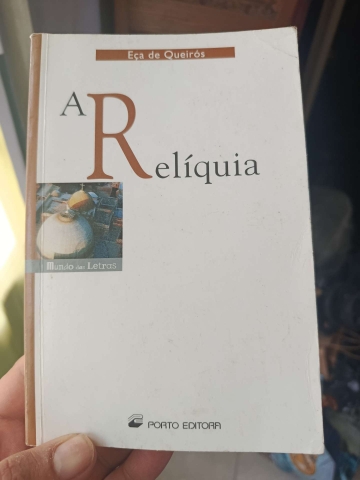 Eça de Queirós
A Relíquia
Mundo das Letras
PORTO EDITORA